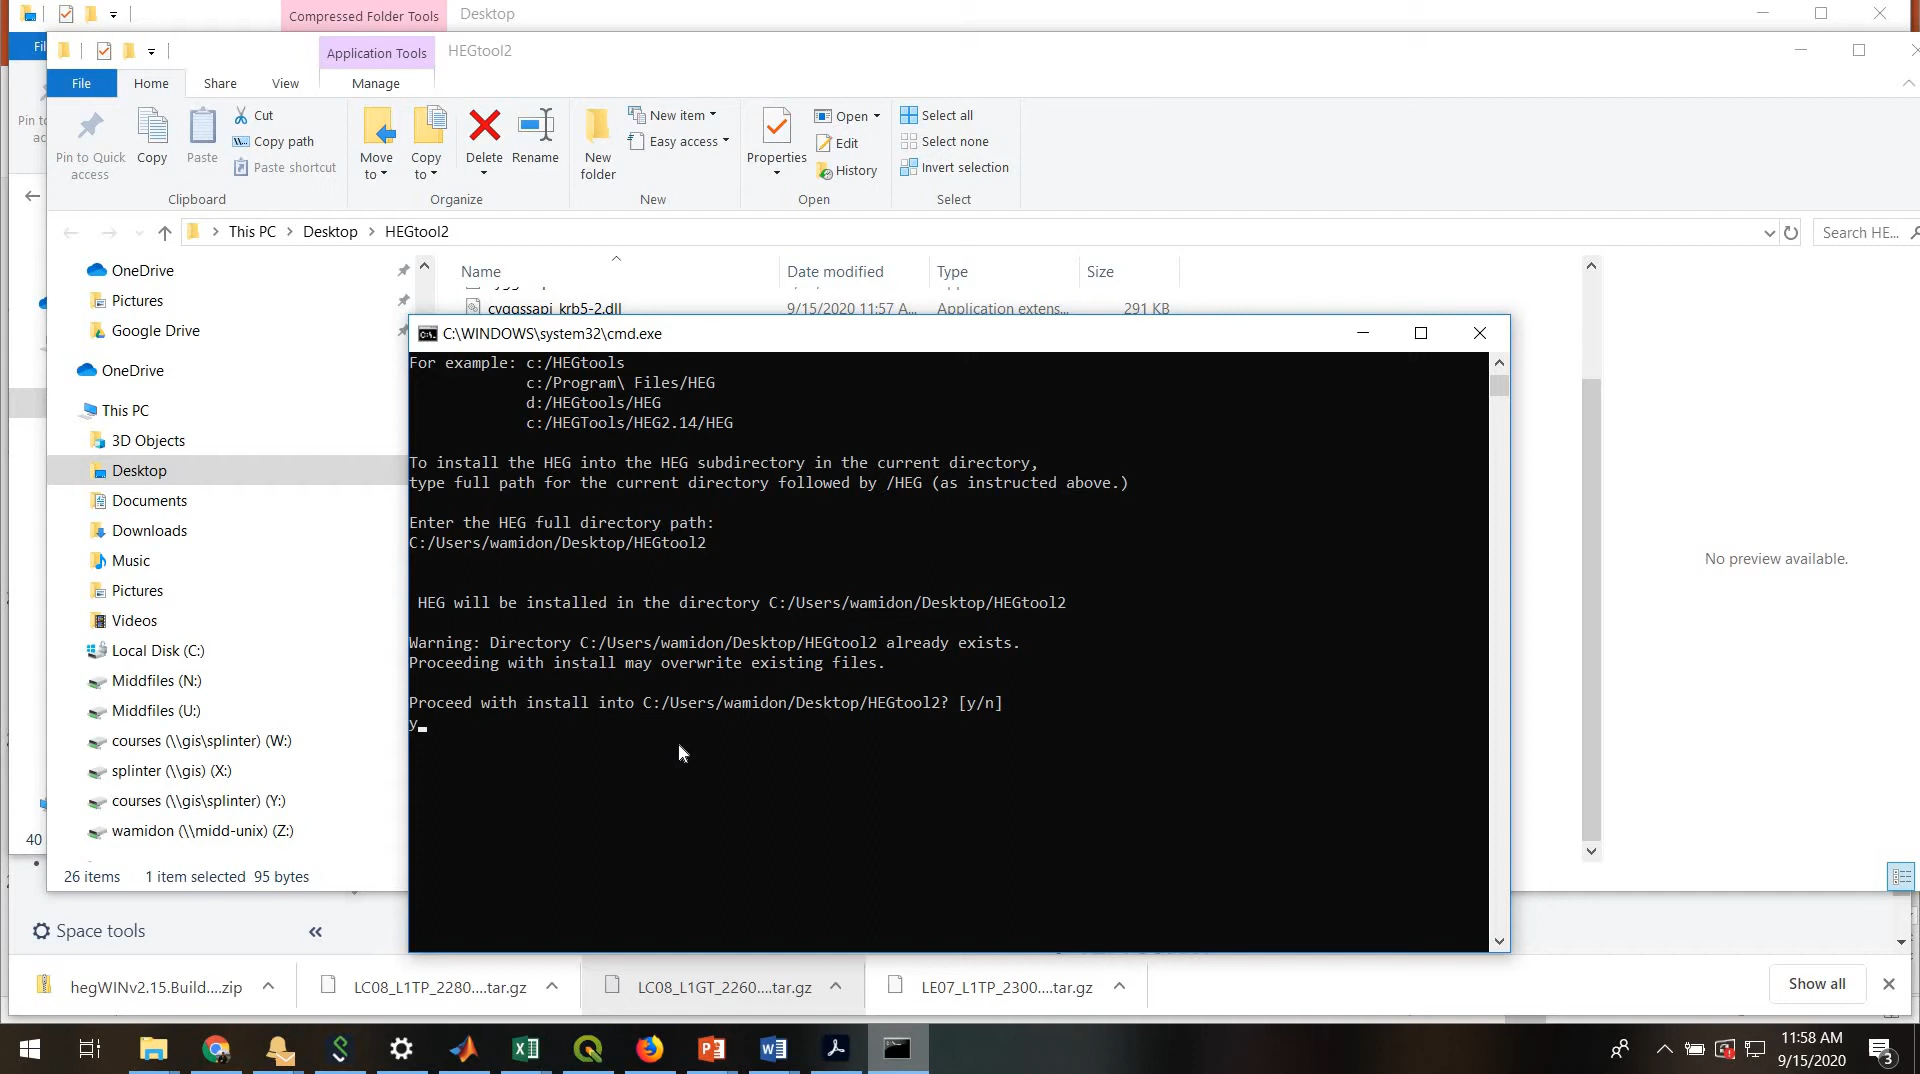 Compressed Folder Tools
Desktop
Application Tools
HEGtool2
File
Home
Share
View
Manage
Pin to Quick access
Copy
Paste
Cut
Copy path
Paste shortcut
Clipboard
Move to
Copy to
Delete
Rename
Organize
New folder
New item
Easy access
New
Properties
Open
Edit
History
Open
Select all
Select none
Invert selection
Select
This PC > Desktop > HEGtool2
Search HE...
OneDrive
Pictures
Google Drive
OneDrive
This PC
3D Objects
Desktop
Documents
Downloads
Music
Pictures
Videos
Local Disk (C:)
Middfiles (N:)
Middfiles (U:)
courses (\\gis\splinter) (W:)
splinter (\\gis) (X:)
courses (\\gis\splinter) (Y:)
wamidon (\\midd-unix) (Z:)
Name
Date modified
Type
Size
cyggssapi_krb5-2.dll
9/15/2020 11:57 A...
Application extens...
291 KB
No preview available.
26 items
1 item selected 95 bytes
C:\WINDOWS\system32\cmd.exe
For example: c:/HEGtools
c:/Program\ Files/HEG
d:/HEGtools/HEG
c:/HEGTools/HEG2.14/HEG
To install the HEG into the HEG subdirectory in the current directory,
type full path for the current directory followed by /HEG (as instructed above.)
Enter the HEG full directory path:
C:/Users/wamidon/Desktop/HEGtool2
HEG will be installed in the directory C:/Users/wamidon/Desktop/HEGtool2
Warning: Directory C:/Users/wamidon/Desktop/HEGtool2 already exists.
Proceeding with install may overwrite existing files.
Proceed with install into C:/Users/wamidon/Desktop/HEGtool2? [y/n]
y
40
Space tools
«
hegWINv2.15.Build....zip
LC08_L1TP_2280....tar.gz
LC08_L1GT_2260....tar.gz
LE07_L1TP_2300....tar.gz
Show all
11:58 AM
9/15/2020
3